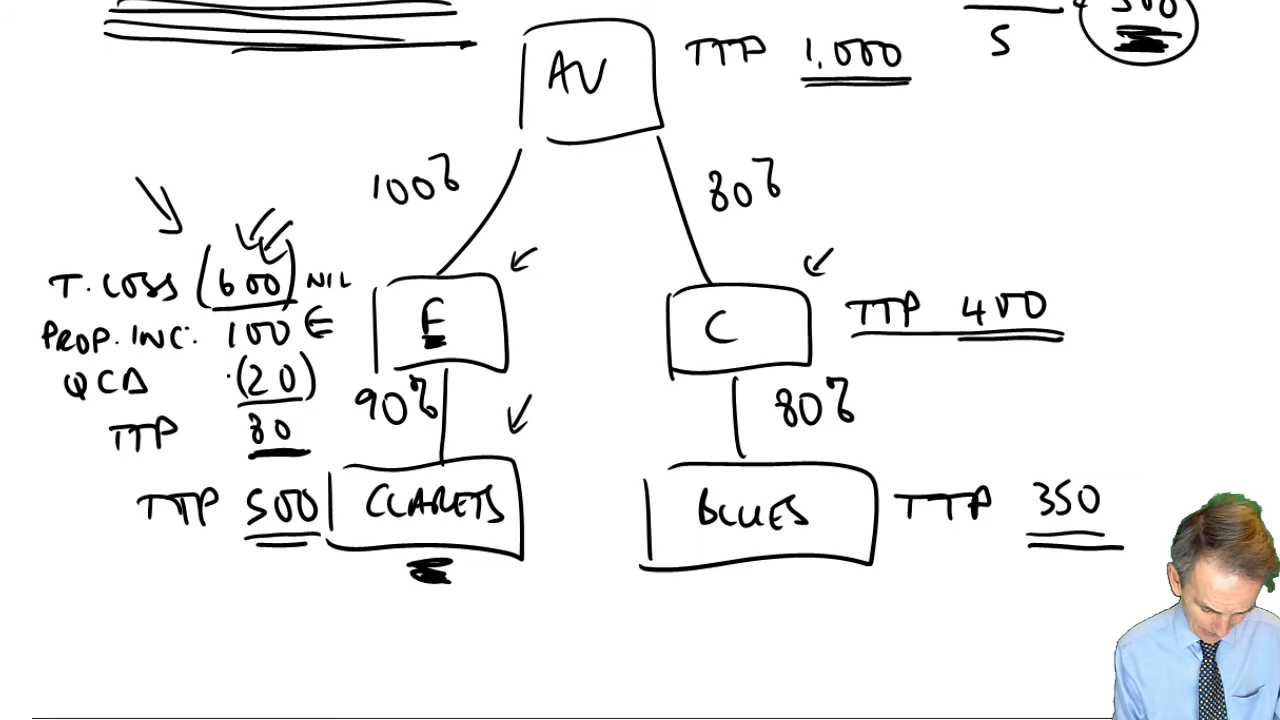 500
S
AV TTP 1,000
100% 80%
T. LOSS (600) NIL
PROP. INC. 100 E C TTP 400
QCD (20)
TTP 80 90% 80%
TTP 500 CLARETS BLUES TTP 350